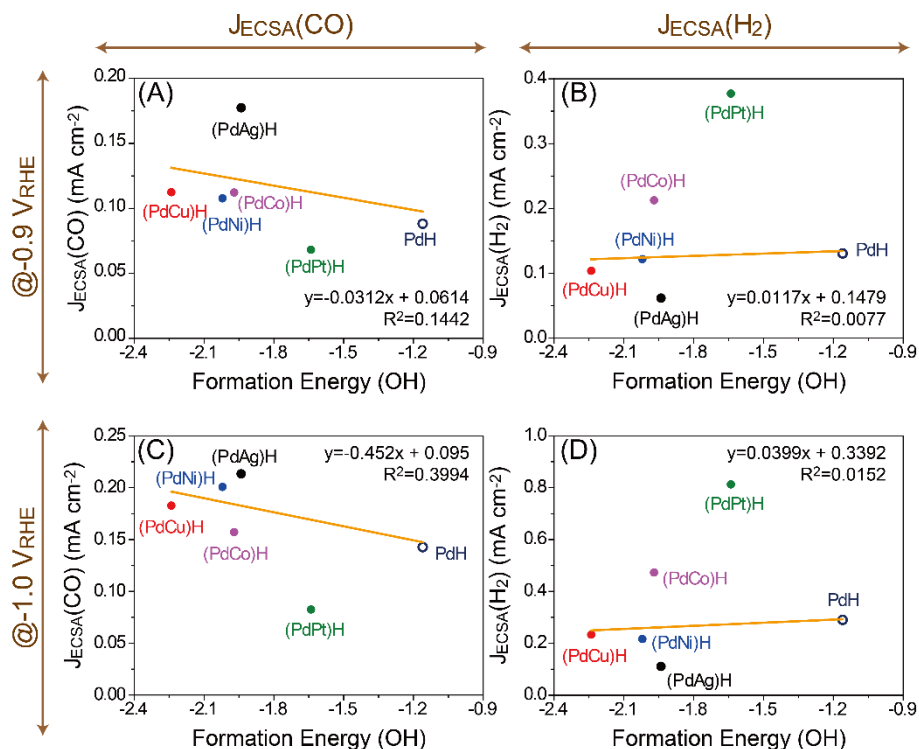 JECSA(CO)
JECSA(H2)
@-0.9 VRHE
(A)
JECSA(CO) (mA cm-2)
0.20
0.15
0.10
0.05
0.00
(PdAg)H
(PdCu)H
(PdCo)H
(PdNi)H
(PdPt)H
PdH
y=-0.0312x + 0.0614
R2=0.1442
-2.4 -2.1 -1.8 -1.5 -1.2 -0.9
Formation Energy (OH)
(B)
JECSA(H2) (mA cm-2)
0.4
0.3
0.2
0.1
0.0
(PdPt)H
(PdCo)H
(PdNi)H
PdH
(PdCu)H
(PdAg)H
y=0.0117x + 0.1479
R2=0.0077
-2.4 -2.1 -1.8 -1.5 -1.2 -0.9
Formation Energy (OH)
@-1.0 VRHE
(C)
JECSA(CO) (mA cm-2)
0.25
0.20
0.15
0.10
0.05
0.00
(PdAg)H
y=-0.452x + 0.095
R2=0.3994
(PdNi)H
(PdCu)H
(PdCo)H
PdH
(PdPt)H
-2.4 -2.1 -1.8 -1.5 -1.2 -0.9
Formation Energy (OH)
(D)
JECSA(H2) (mA cm-2)
1.0
0.8
0.6
0.4
0.2
0.0
y=0.0399x + 0.3392
R2=0.0152
(PdPt)H
(PdCo)H
PdH
(PdCu)H
(PdNi)H
(PdAg)H
-2.4 -2.1 -1.8 -1.5 -1.2 -0.9
Formation Energy (OH)